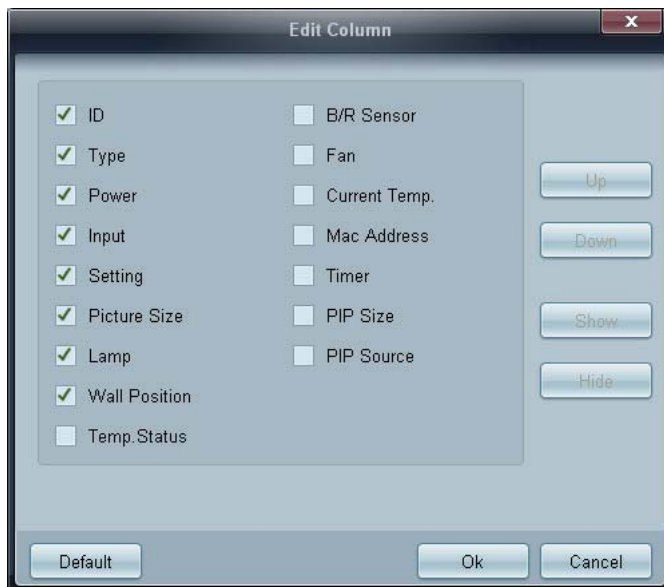 Edit Column
x
ID
Type
Power
Input
Setting
Picture Size
Lamp
Wall Position
Temp.Status
B/R Sensor
Fan
Current Temp.
Mac Address
Timer
PIP Size
PIP Source
Up
Down
Show
Hide
Default
Ok
Cancel